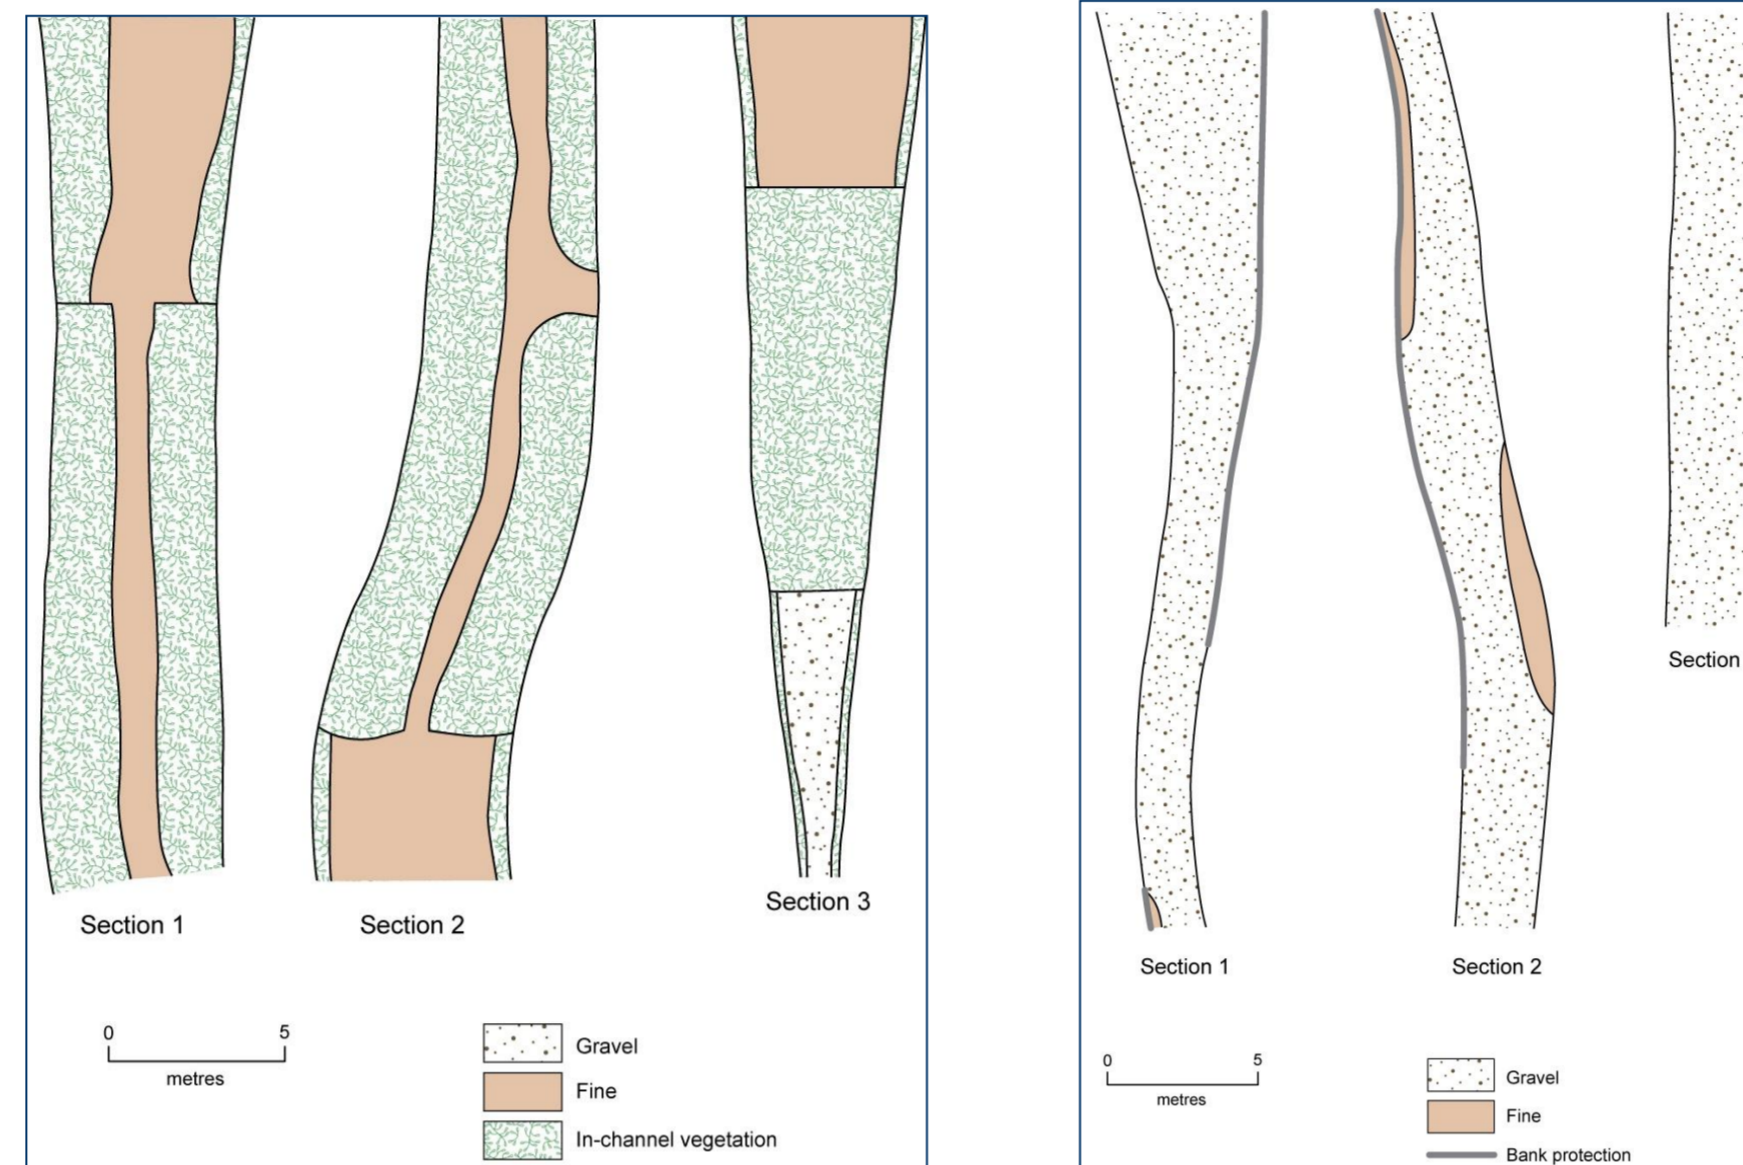 Section 1
Section 2
Section 3
0 5
metres
Gravel
Fine
In-channel vegetation
Section 1
Section 2
Section
0 5
metres
Gravel
Fine
Bank protection